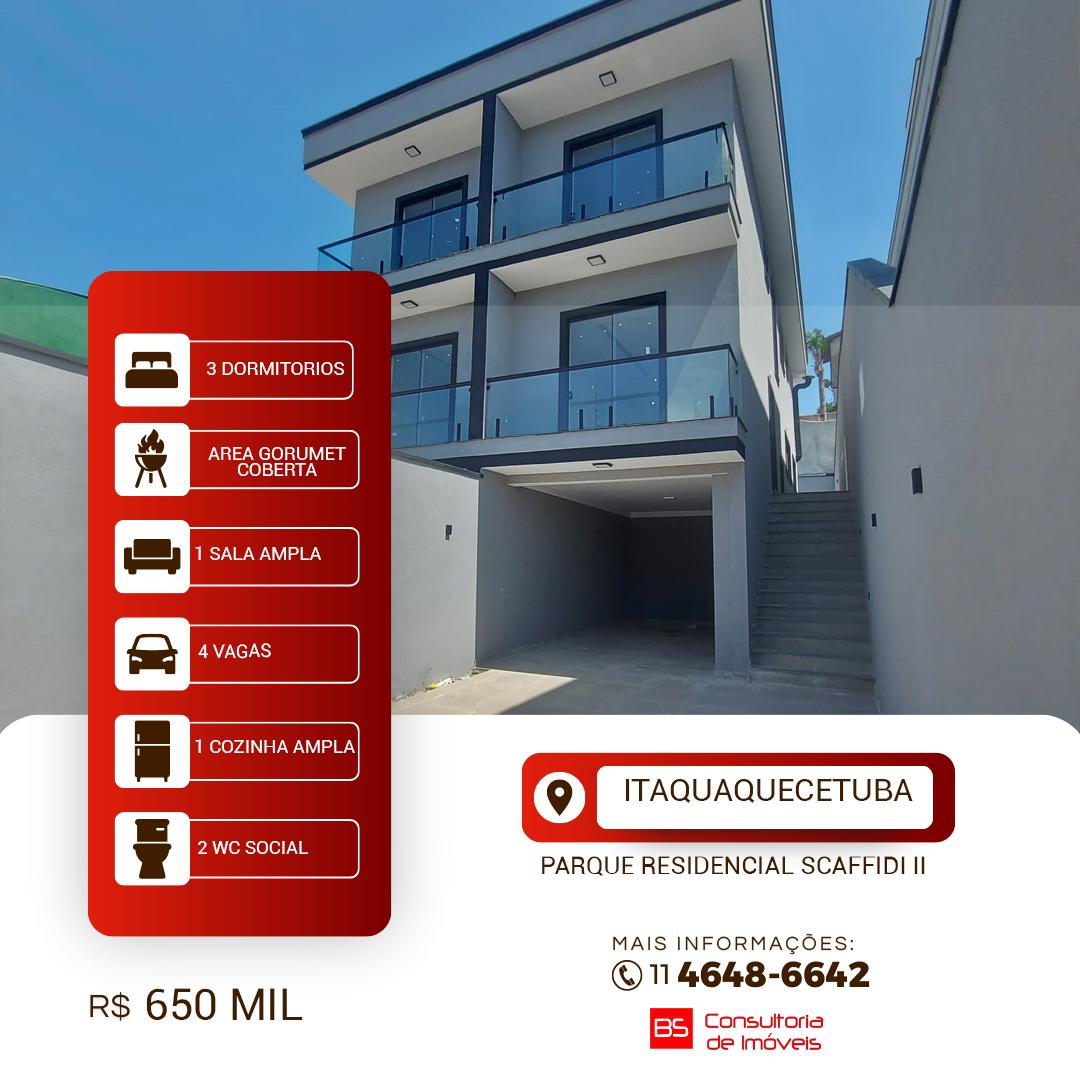 3 DORMITORIOS
AREA GORUMET
COBERTA
1 SALA AMPLA
4 VAGAS
1 COZINHA AMPLA
2 WC SOCIAL
R$ 650 MIL
ITAQUAQUECETUBA
PARQUE RESIDENCIAL SCAFFIDI II
MAIS INFORMAÇÕES:
11 4648-6642
BS Consultoria
de Imóveis